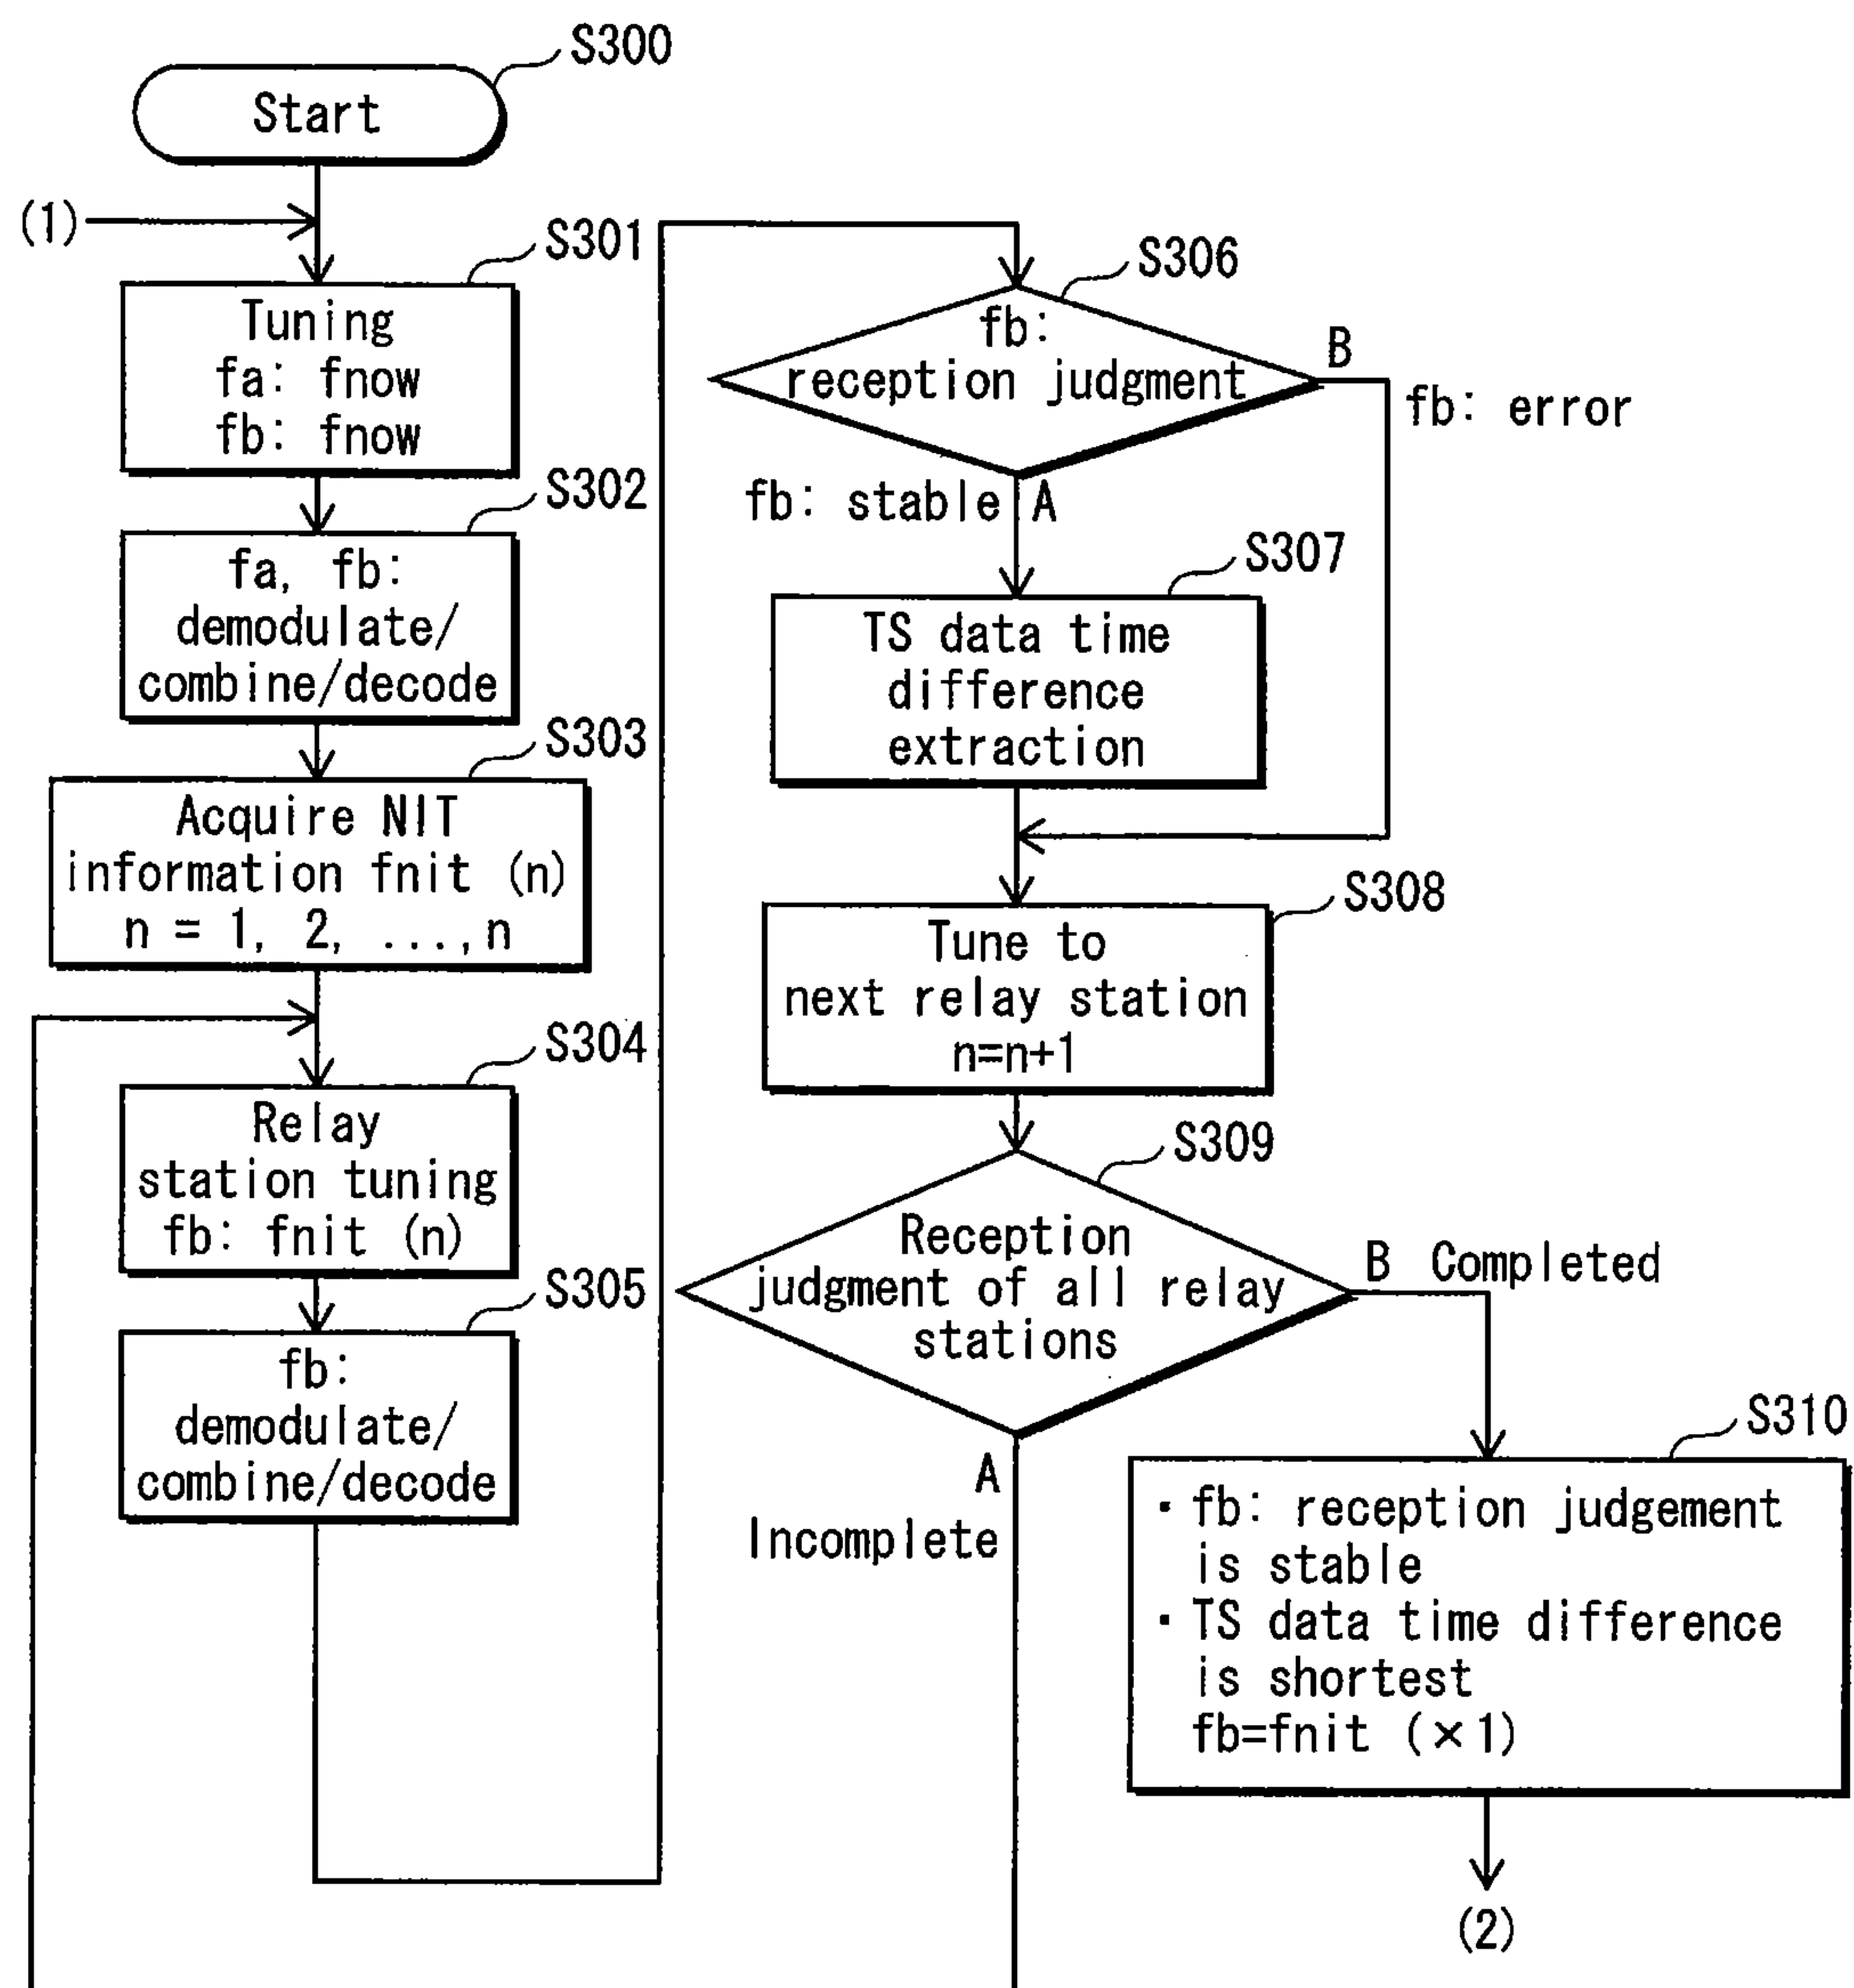 S300
Start
(1)
S301
Tuning
fa: fnow
fb: fnow
S302
fa, fb:
demodulate/
combine/decode
S303
Acquire NIT
information fnit (n)
n = 1, 2, ...,n
S304
Relay
station tuning
fb: fnit (n)
S305
fb:
demodulate/
combine/decode
S306
fb:
reception judgment
B
fb: error
fb: stable A
S307
TS data time
difference
extraction
S308
Tune to
next relay station
n=n+1
S309
Reception
judgment of all relay
stations
B Completed
A
Incomplete
S310
・fb: reception judgement
is stable
・TS data time difference
is shortest
fb=fnit (×1)
(2)